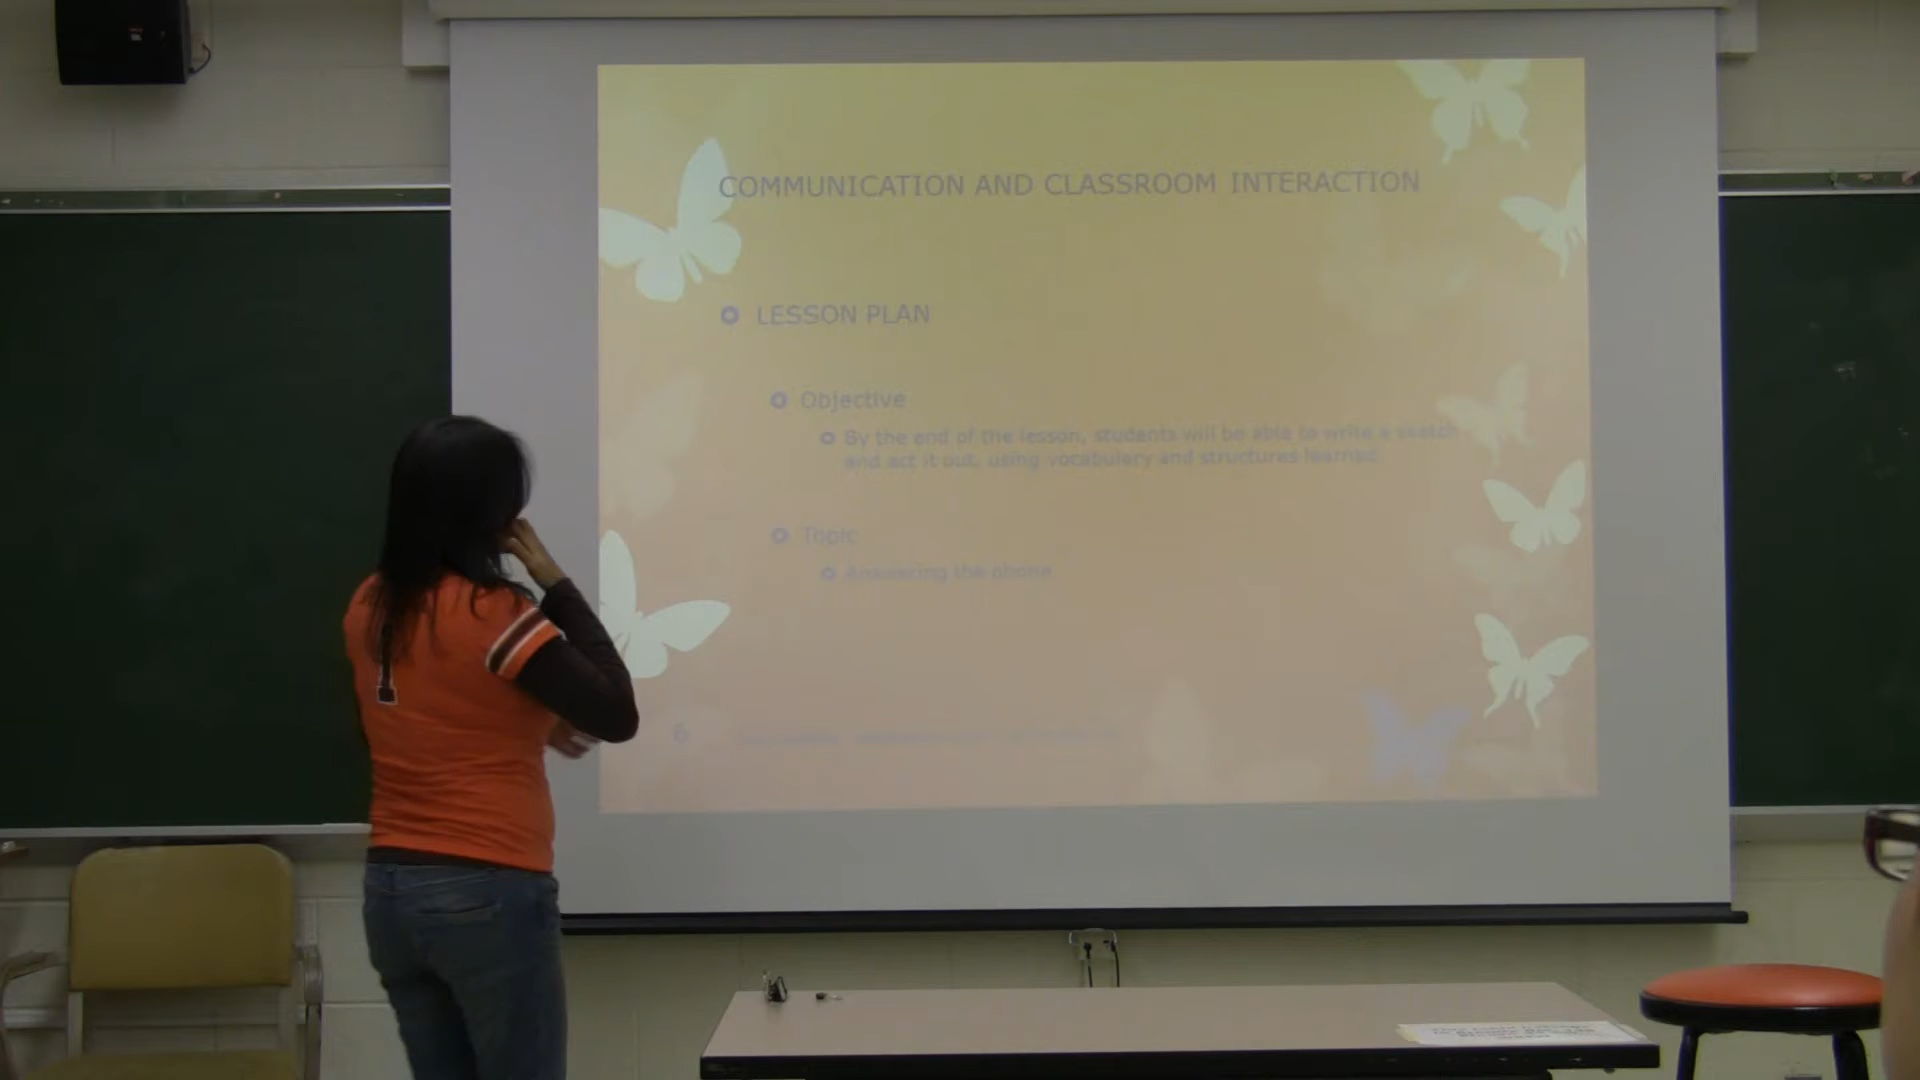 COMMUNICATION AND CLASSROOM INTERACTION
LESSON PLAN
Objective
By the end of the lesson, students will be able to write a sketch
and act it out, using vocabulary and structures learned
Topic
Answering the phone
6